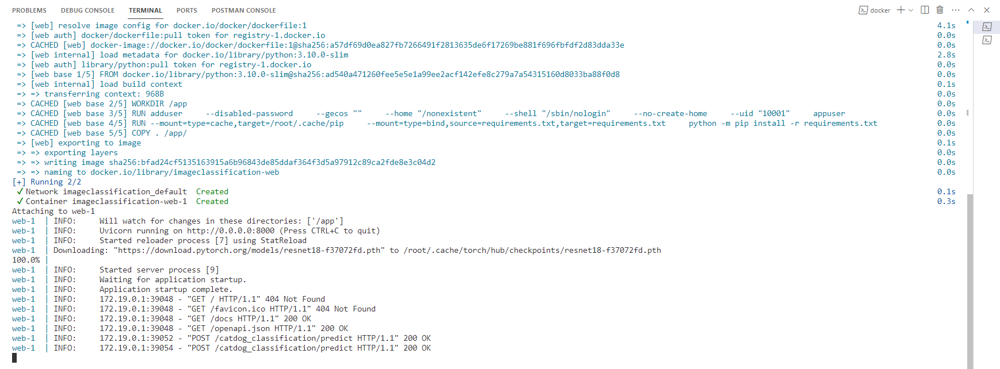 PROBLEMS DEBUG CONSOLE TERMINAL PORTS POSTMAN CONSOLE docker
=> [web] resolve image config for docker.io/docker/dockerfile:1 4.1s
=> [web auth] docker/dockerfile:pull token for registry-1.docker.io 0.0s
=> CACHED [web] docker-image://docker.io/docker/dockerfile:1@sha256:a57df69d0ea827fb7266491f2813635de6f17269be881f696fbfdf2d83dda33e 0.0s
=> [web internal] load metadata for docker.io/library/python:3.10.0-slim 2.8s
=> [web auth] library/python:pull token for registry-1.docker.io 0.0s
=> [web base 1/5] FROM docker.io/library/python:3.10.0-slim@sha256:ad540a471260fee5e5e1a99ee2acf142efe8c279a7a54315160d8033ba88f0d8 0.0s
=> [web internal] load build context 0.1s
=> => transferring context: 968B 0.0s
=> CACHED [web base 2/5] WORKDIR /app 0.0s
=> CACHED [web base 3/5] RUN adduser --disabled-password --gecos "" --home "/nonexistent" --shell "/sbin/nologin" --no-create-home --uid "10001" appuser 0.0s
=> CACHED [web base 4/5] RUN --mount=type=cache,target=/root/.cache/pip --mount=type=bind,source=requirements.txt,target=requirements.txt python -m pip install -r requirements.txt 0.0s
=> CACHED [web base 5/5] COPY . /app/ 0.0s
=> [web] exporting to image 0.1s
=> => exporting layers 0.0s
=> => writing image sha256:bfad24cf5135163915a6b96843de85ddaf364f3d5a97912c89ca2fde8e3c04d2 0.0s
=> => naming to docker.io/library/imageclassification-web 0.0s
[+] Running 2/2
✓ Network imageclassification_default Created 0.1s
✓ Container imageclassification-web-1 Created 0.3s
Attaching to web-1
web-1 | INFO: Will watch for changes in these directories: ['/app']
web-1 | INFO: Uvicorn running on http://0.0.0.0:8000 (Press CTRL+C to quit)
web-1 | INFO: Started reloader process [7] using StatReload
web-1 | Downloading: "https://download.pytorch.org/models/resnet18-f37072fd.pth" to /root/.cache/torch/hub/checkpoints/resnet18-f37072fd.pth
100.0% |
web-1 | INFO: Started server process [9]
web-1 | INFO: Waiting for application startup.
web-1 | INFO: Application startup complete.
web-1 | INFO: 172.19.0.1:39048 - "GET / HTTP/1.1" 404 Not Found
web-1 | INFO: 172.19.0.1:39048 - "GET /favicon.ico HTTP/1.1" 404 Not Found
web-1 | INFO: 172.19.0.1:39048 - "GET /docs HTTP/1.1" 200 OK
web-1 | INFO: 172.19.0.1:39048 - "GET /openapi.json HTTP/1.1" 200 OK
web-1 | INFO: 172.19.0.1:39052 - "POST /catdog_classification/predict HTTP/1.1" 200 OK
web-1 | INFO: 172.19.0.1:39054 - "POST /catdog_classification/predict HTTP/1.1" 200 OK